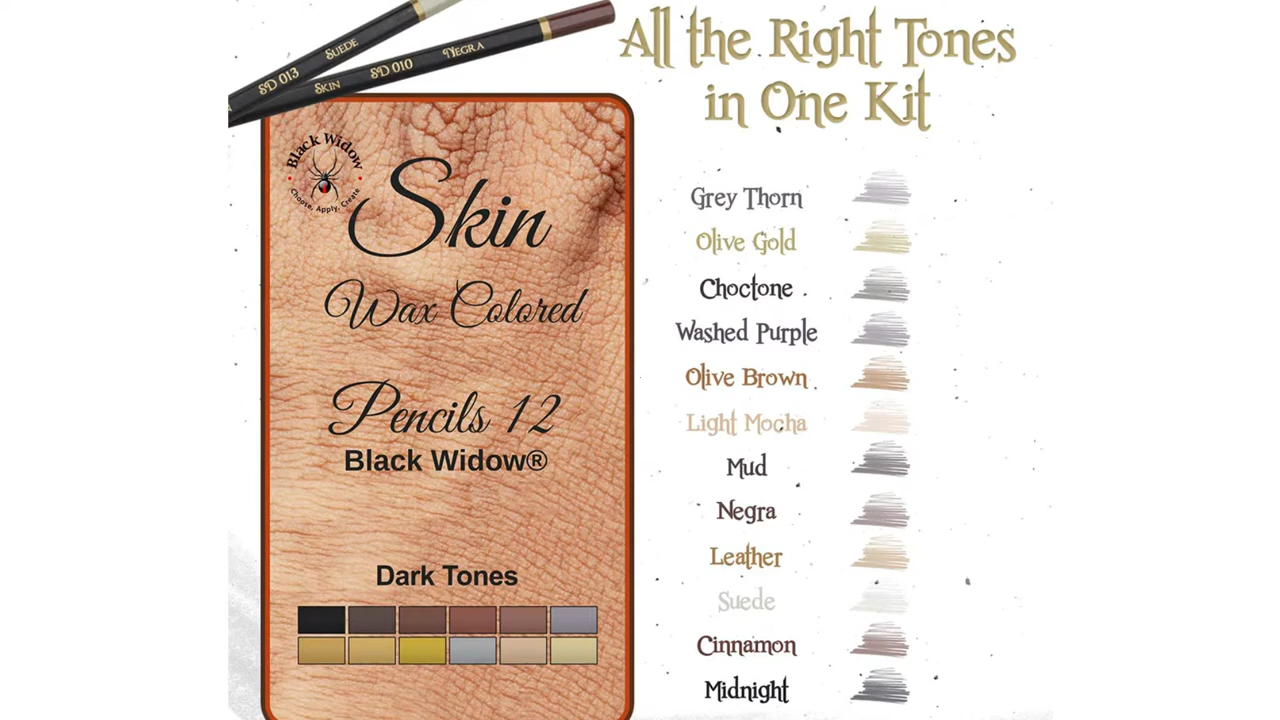 SD 013 SUEDE
SKIN SD 010 NEGRA
All the Right Tones
in One Kit
Black Widow
Choose, Apply, Create
Skin
Wax Colored
Pencils 12
Black Widow®
Dark Tones
Grey Thorn
Olive Gold
Choctone
Washed Purple
Olive Brown
Light Mocha
Mud
Negra
Leather
Suede
Cinnamon
Midnight